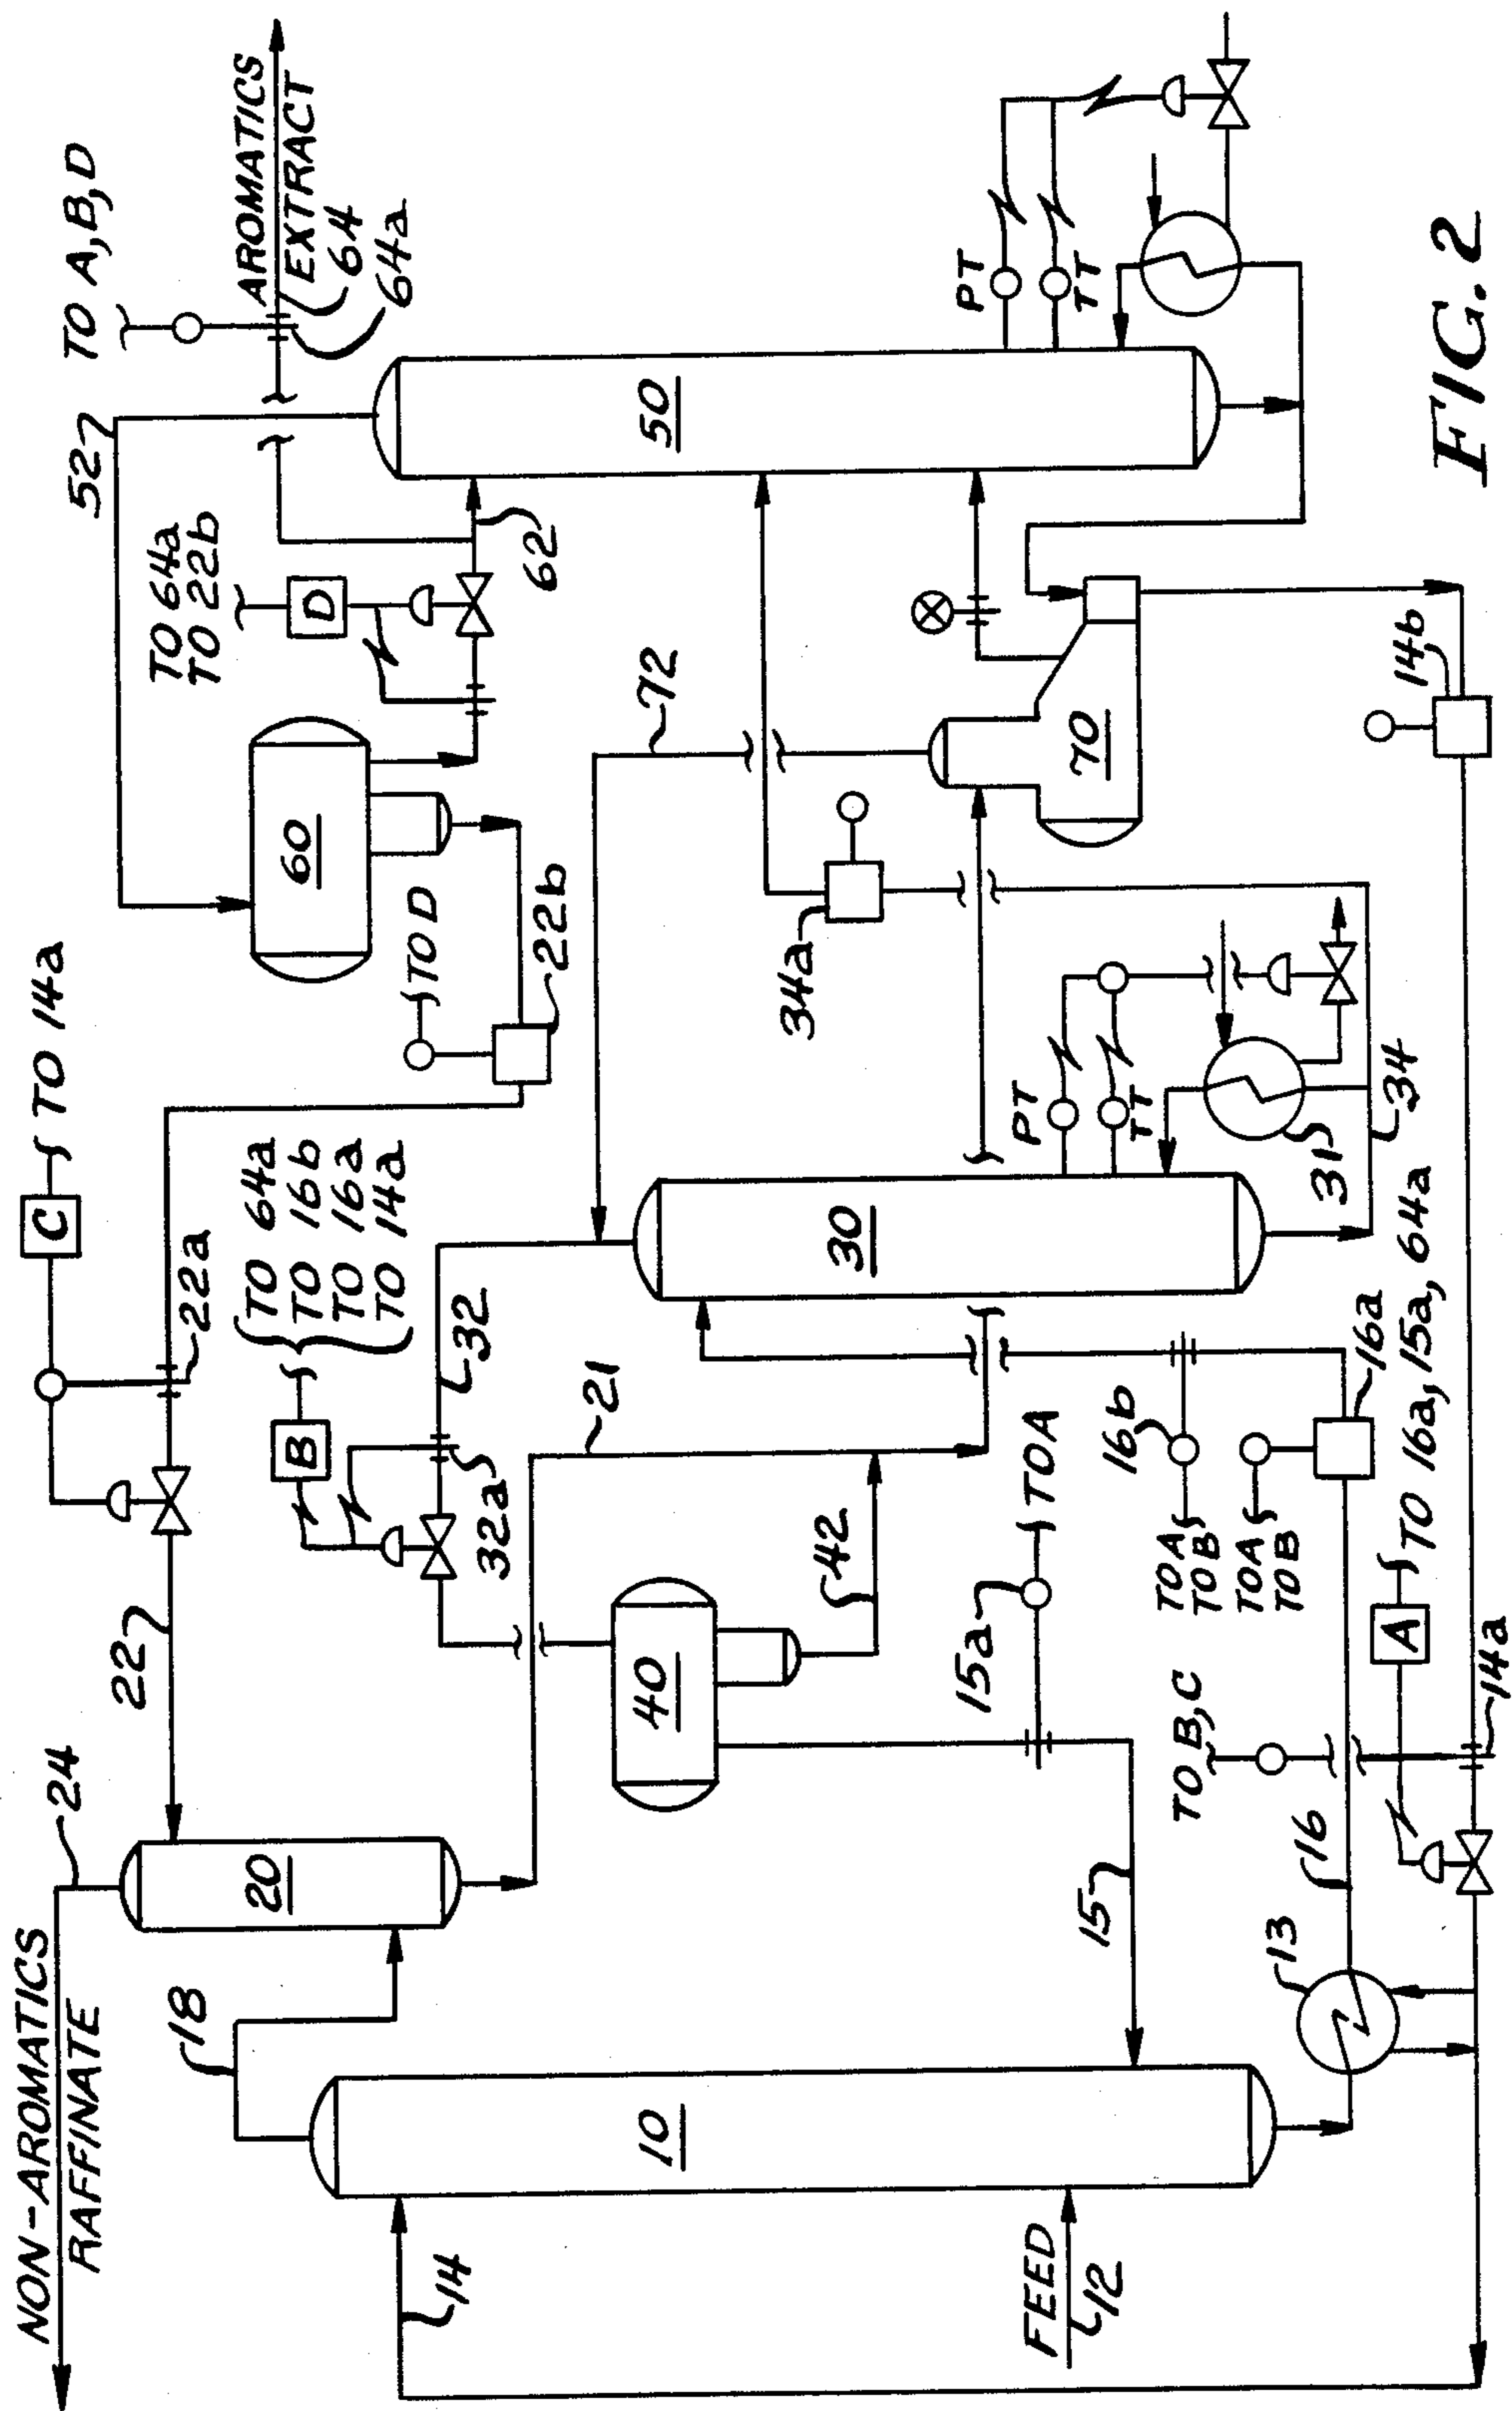 NON-AROMATICS
RAFFINATE
24
22
22a
C
TO 14a
52
TO A,B,D
AROMATICS
EXTRACT
64
64a
TO 64a
TO 22b
D
62
60
TO D
22b
18
20
B
TO 64a
TO 16b
TO 16a
TO 14a
32
32a
21
72
50
10
40
42
30
34a
70
PT
TT
PT
TT
14
15a
TO A
15
16b
TO A
TO B
TO A
TO B
16a
31
34
14b
FEED
12
13
16
TO B,C
A
TO 16a, 15a, 64a
14a
FIG. 2